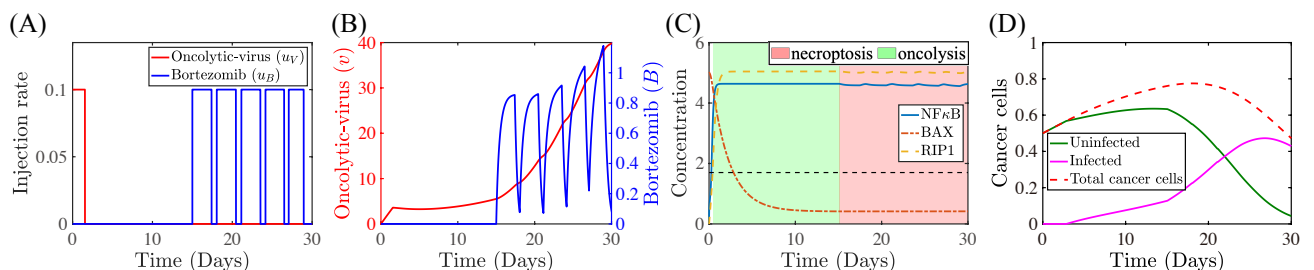 (A)
Injection rate
0.1
0.05
0
Oncolytic-virus (u_V)
Bortezomib (u_B)
0 10 20 30
Time (Days)
(B)
Oncolytic-virus (v)
40
30
20
10
0
1
0.8
0.6
0.4
0.2
0
Bortezomib (B)
0 10 20 30
Time (Days)
(C)
Concentration
6
4
2
0
necroptosis oncolysis
NFκB
BAX
RIP1
0 10 20 30
Time (Days)
(D)
Cancer cells
1
0.8
0.6
0.4
0.2
0
Uninfected
Infected
Total cancer cells
0 10 20 30
Time (Days)